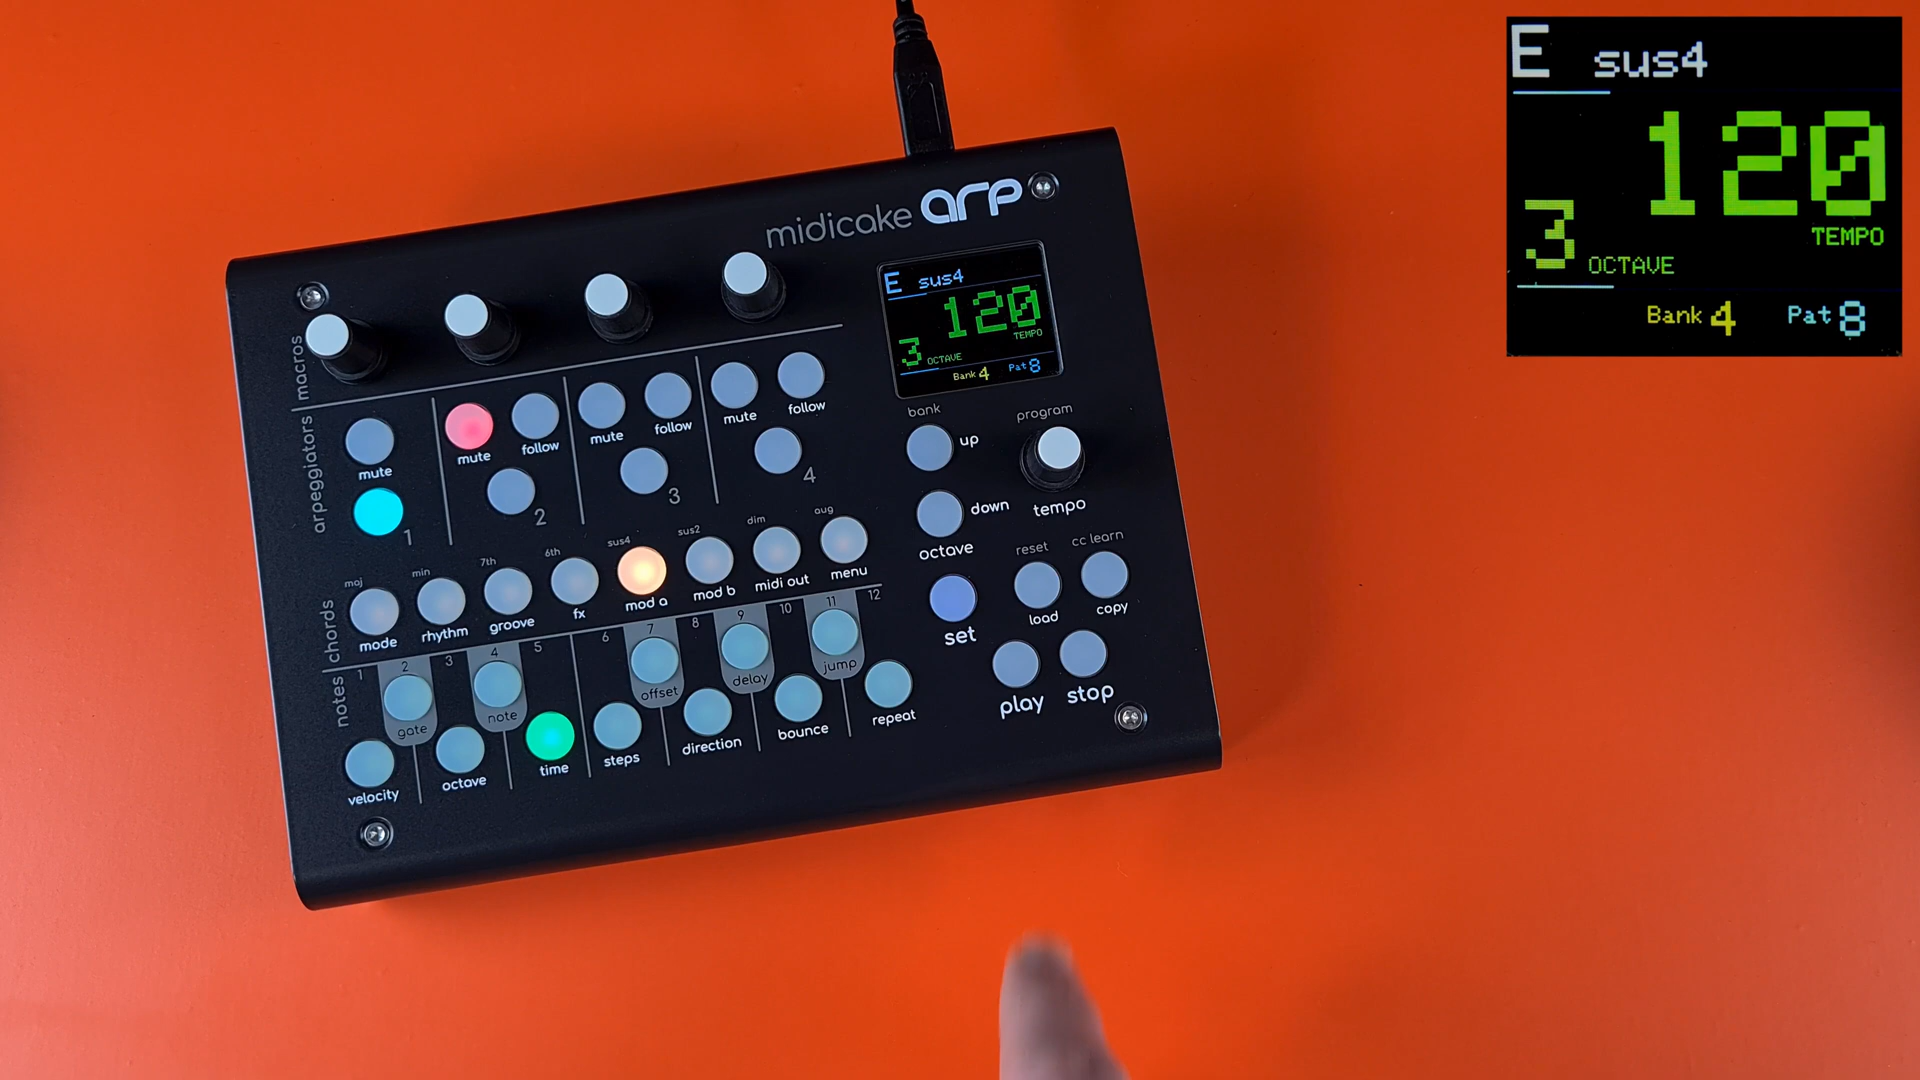 midicake arp
E sus4
120
TEMPO
3 OCTAVE
Bank 4 Pat 8
E sus4
120
TEMPO
3 OCTAVE
Bank 4 Pat 8
macros
arpeggiators
mute
1
mute follow
2
mute follow
3
mute follow
4
bank
up
down
octave
program
tempo
chords
maj min 7th 6th sus4 sus2 dim aug
mode rhythm groove fx mod a mod b midi out menu
set
reset
load
cc learn
copy
play stop
notes
1 2 3 4 5 6 7 8 9 10 11 12
gate note offset delay jump
velocity octave time steps direction bounce repeat